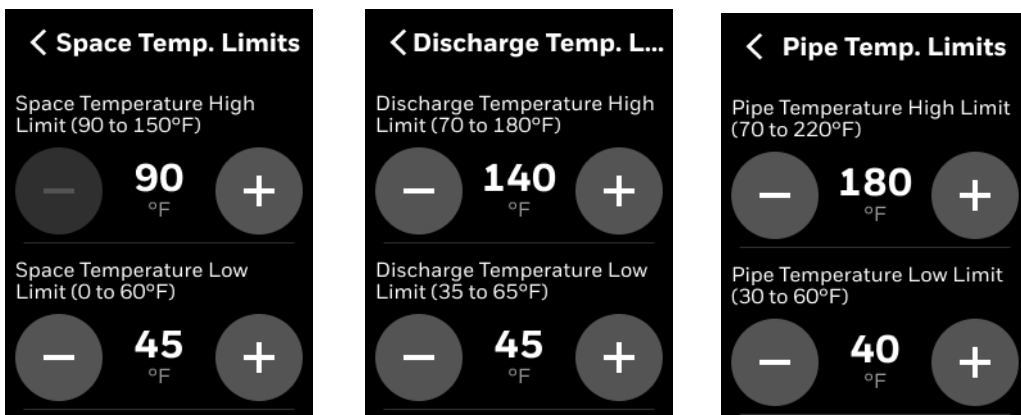 Space Temp. Limits
Space Temperature High
Limit (90 to 150°F)
90
°F
Space Temperature Low
Limit (0 to 60°F)
45
°F
Discharge Temp. L...
Discharge Temperature High
Limit (70 to 180°F)
140
°F
Discharge Temperature Low
Limit (35 to 65°F)
45
°F
Pipe Temp. Limits
Pipe Temperature High Limit
(70 to 220°F)
180
°F
Pipe Temperature Low Limit
(30 to 60°F)
40
°F